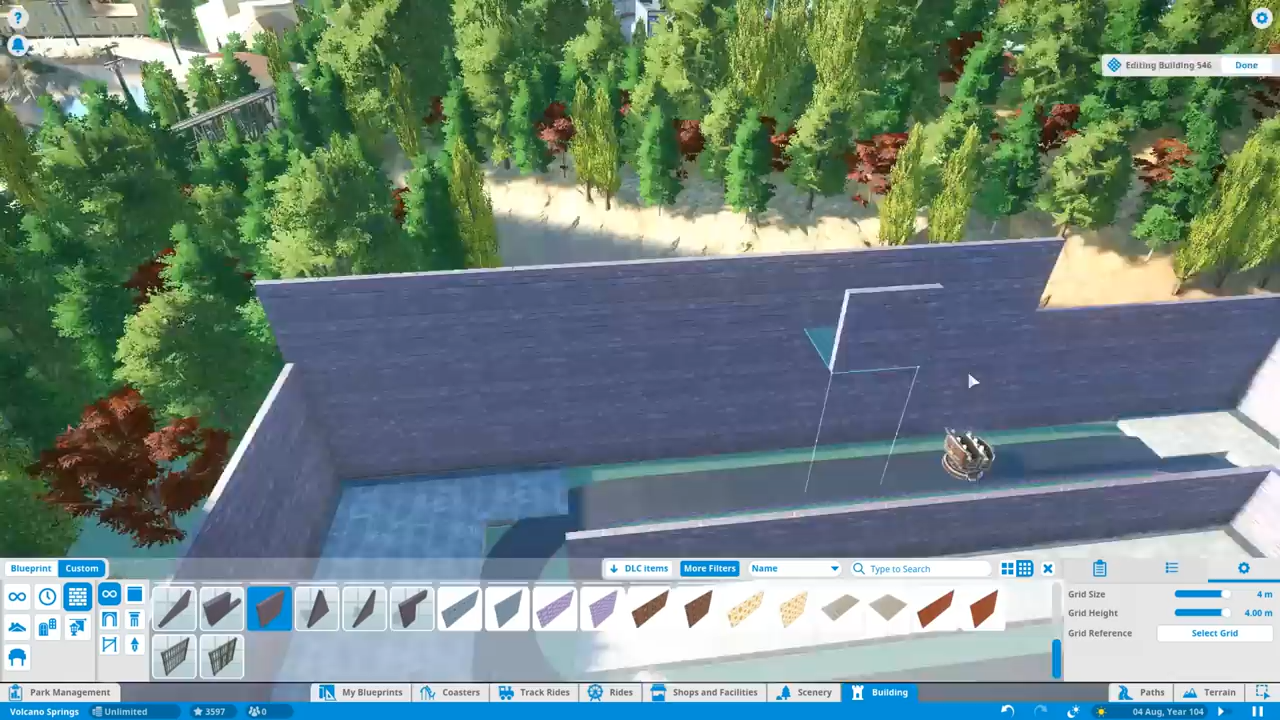 ?
Editing Building 546 Done
Blueprint Custom
DLC items More Filters Name Type to Search
Grid Size 4 m
Grid Height 4.00 m
Grid Reference Select Grid
Park Management My Blueprints Coasters Track Rides Rides Shops and Facilities Scenery Building Paths Terrain
Volcano Springs Unlimited 3597 0 04 Aug, Year 104